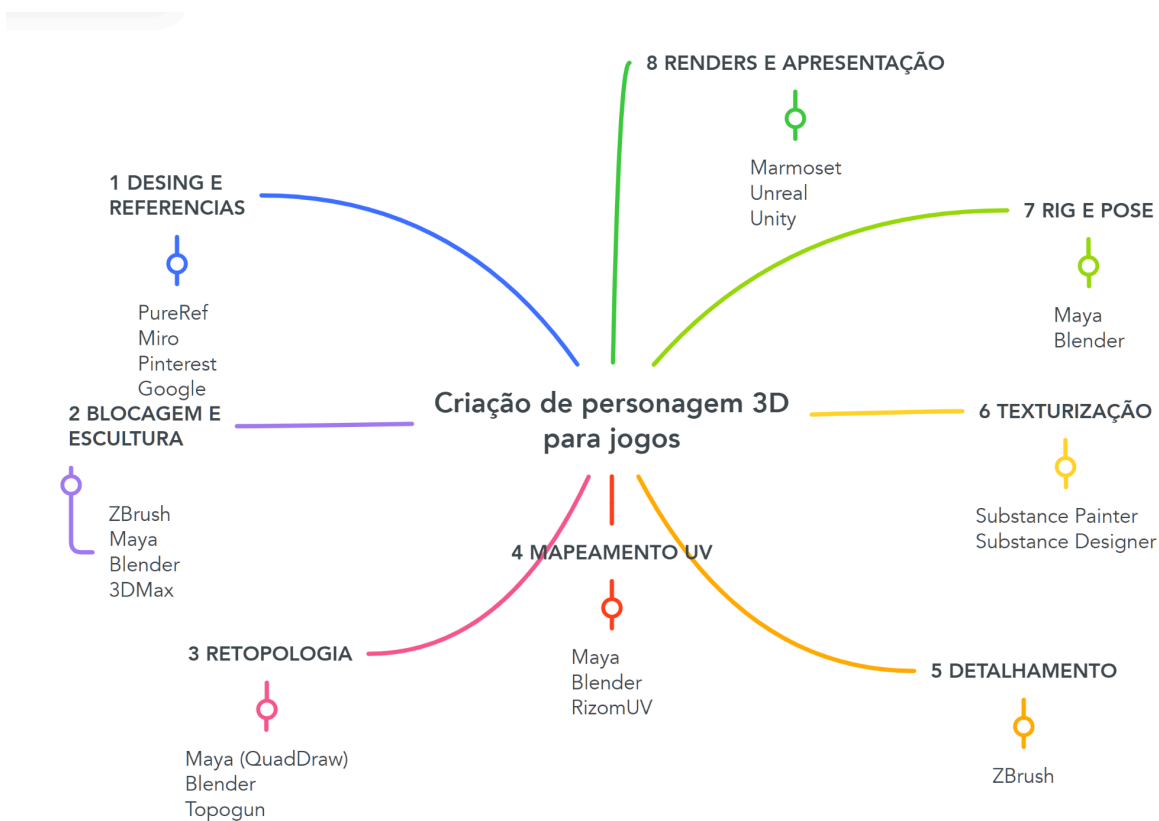 8 RENDERS E APRESENTAÇÃO
Marmoset
Unreal
Unity
1 DESING E
REFERENCIAS
PureRef
Miro
Pinterest
Google
7 RIG E POSE
Maya
Blender
Criação de personagem 3D
para jogos
2 BLOCAGEM E
ESCULTURA
ZBrush
Maya
Blender
3DMax
6 TEXTURIZAÇÃO
Substance Painter
Substance Designer
4 MAPEAMENTO UV
Maya
Blender
RizomUV
3 RETOPOLOGIA
Maya (QuadDraw)
Blender
Topogun
5 DETALHAMENTO
ZBrush